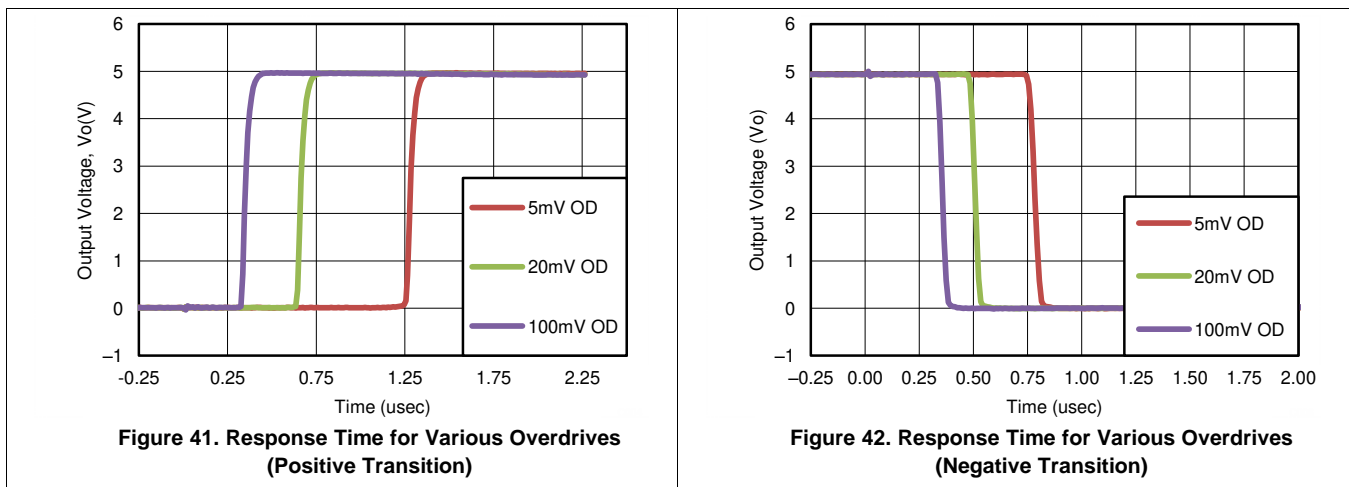 6
5
4
3
2
1
0
–1
Output Voltage, Vo(V)
5mV OD
20mV OD
100mV OD
-0.25 0.25 0.75 1.25 1.75 2.25
Time (usec)
Figure 41. Response Time for Various Overdrives
(Positive Transition)
6
5
4
3
2
1
0
–1
Output Voltage (Vo)
5mV OD
20mV OD
100mV OD
–0.25 0.00 0.25 0.50 0.75 1.00 1.25 1.50 1.75 2.00
Time (usec)
Figure 42. Response Time for Various Overdrives
(Negative Transition)